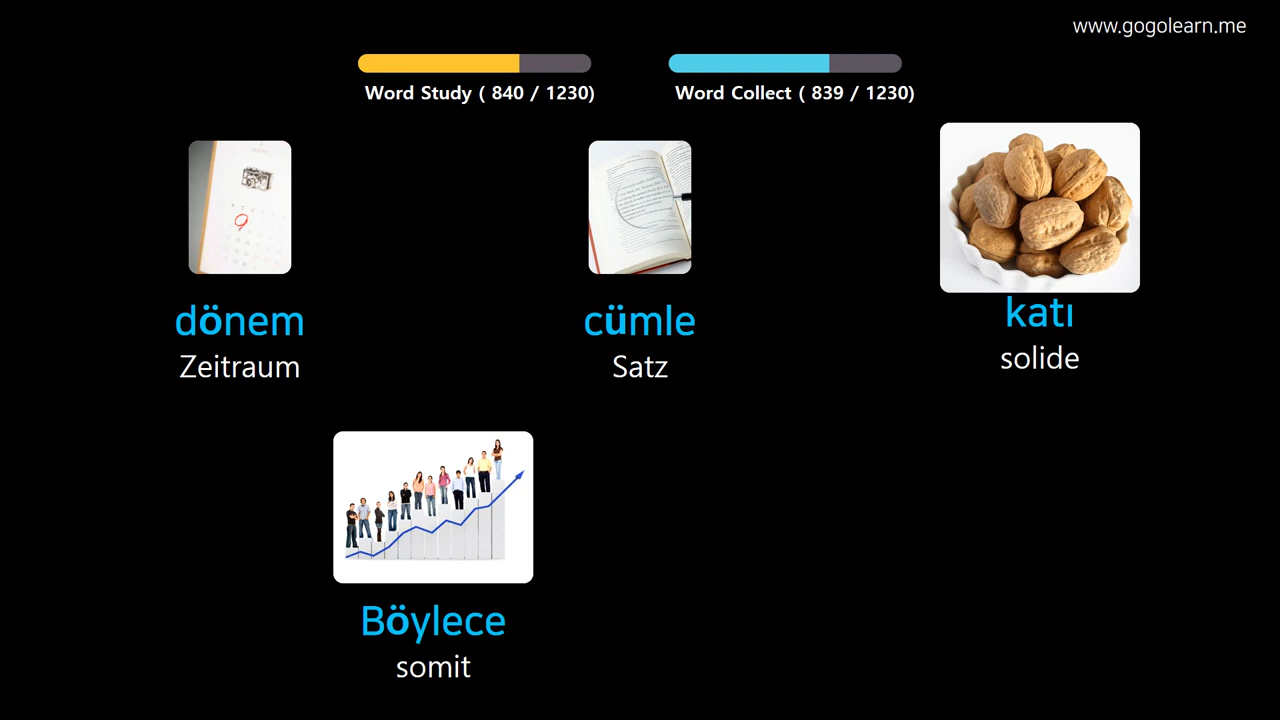 www.gogolearn.me
Word Study ( 840 / 1230)
Word Collect ( 839 / 1230)
dönem
Zeitraum
cümle
Satz
katı
solide
Böylece
somit